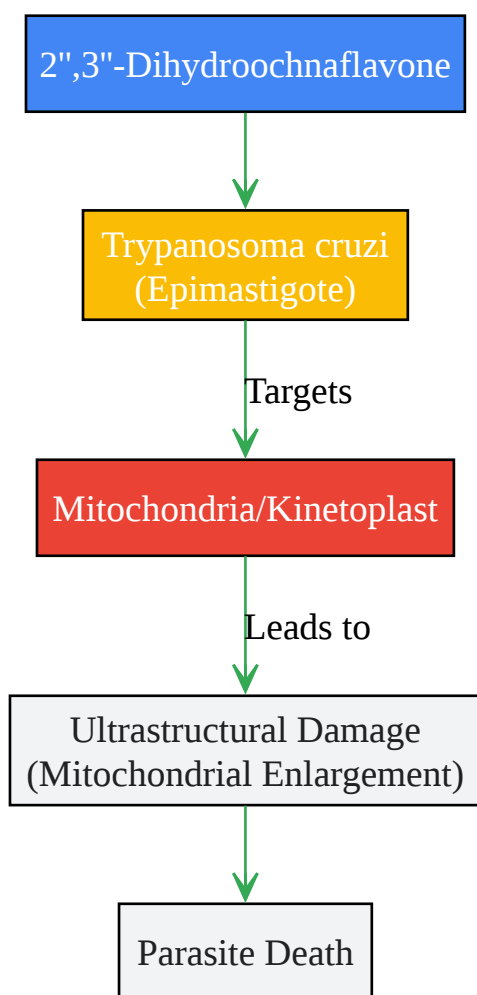 2",3"-Dihydroochnaflavone
Trypanosoma cruzi
(Epimastigote)
Targets
Mitochondria/Kinetoplast
Leads to
Ultrastructural Damage
(Mitochondrial Enlargement)
Parasite Death